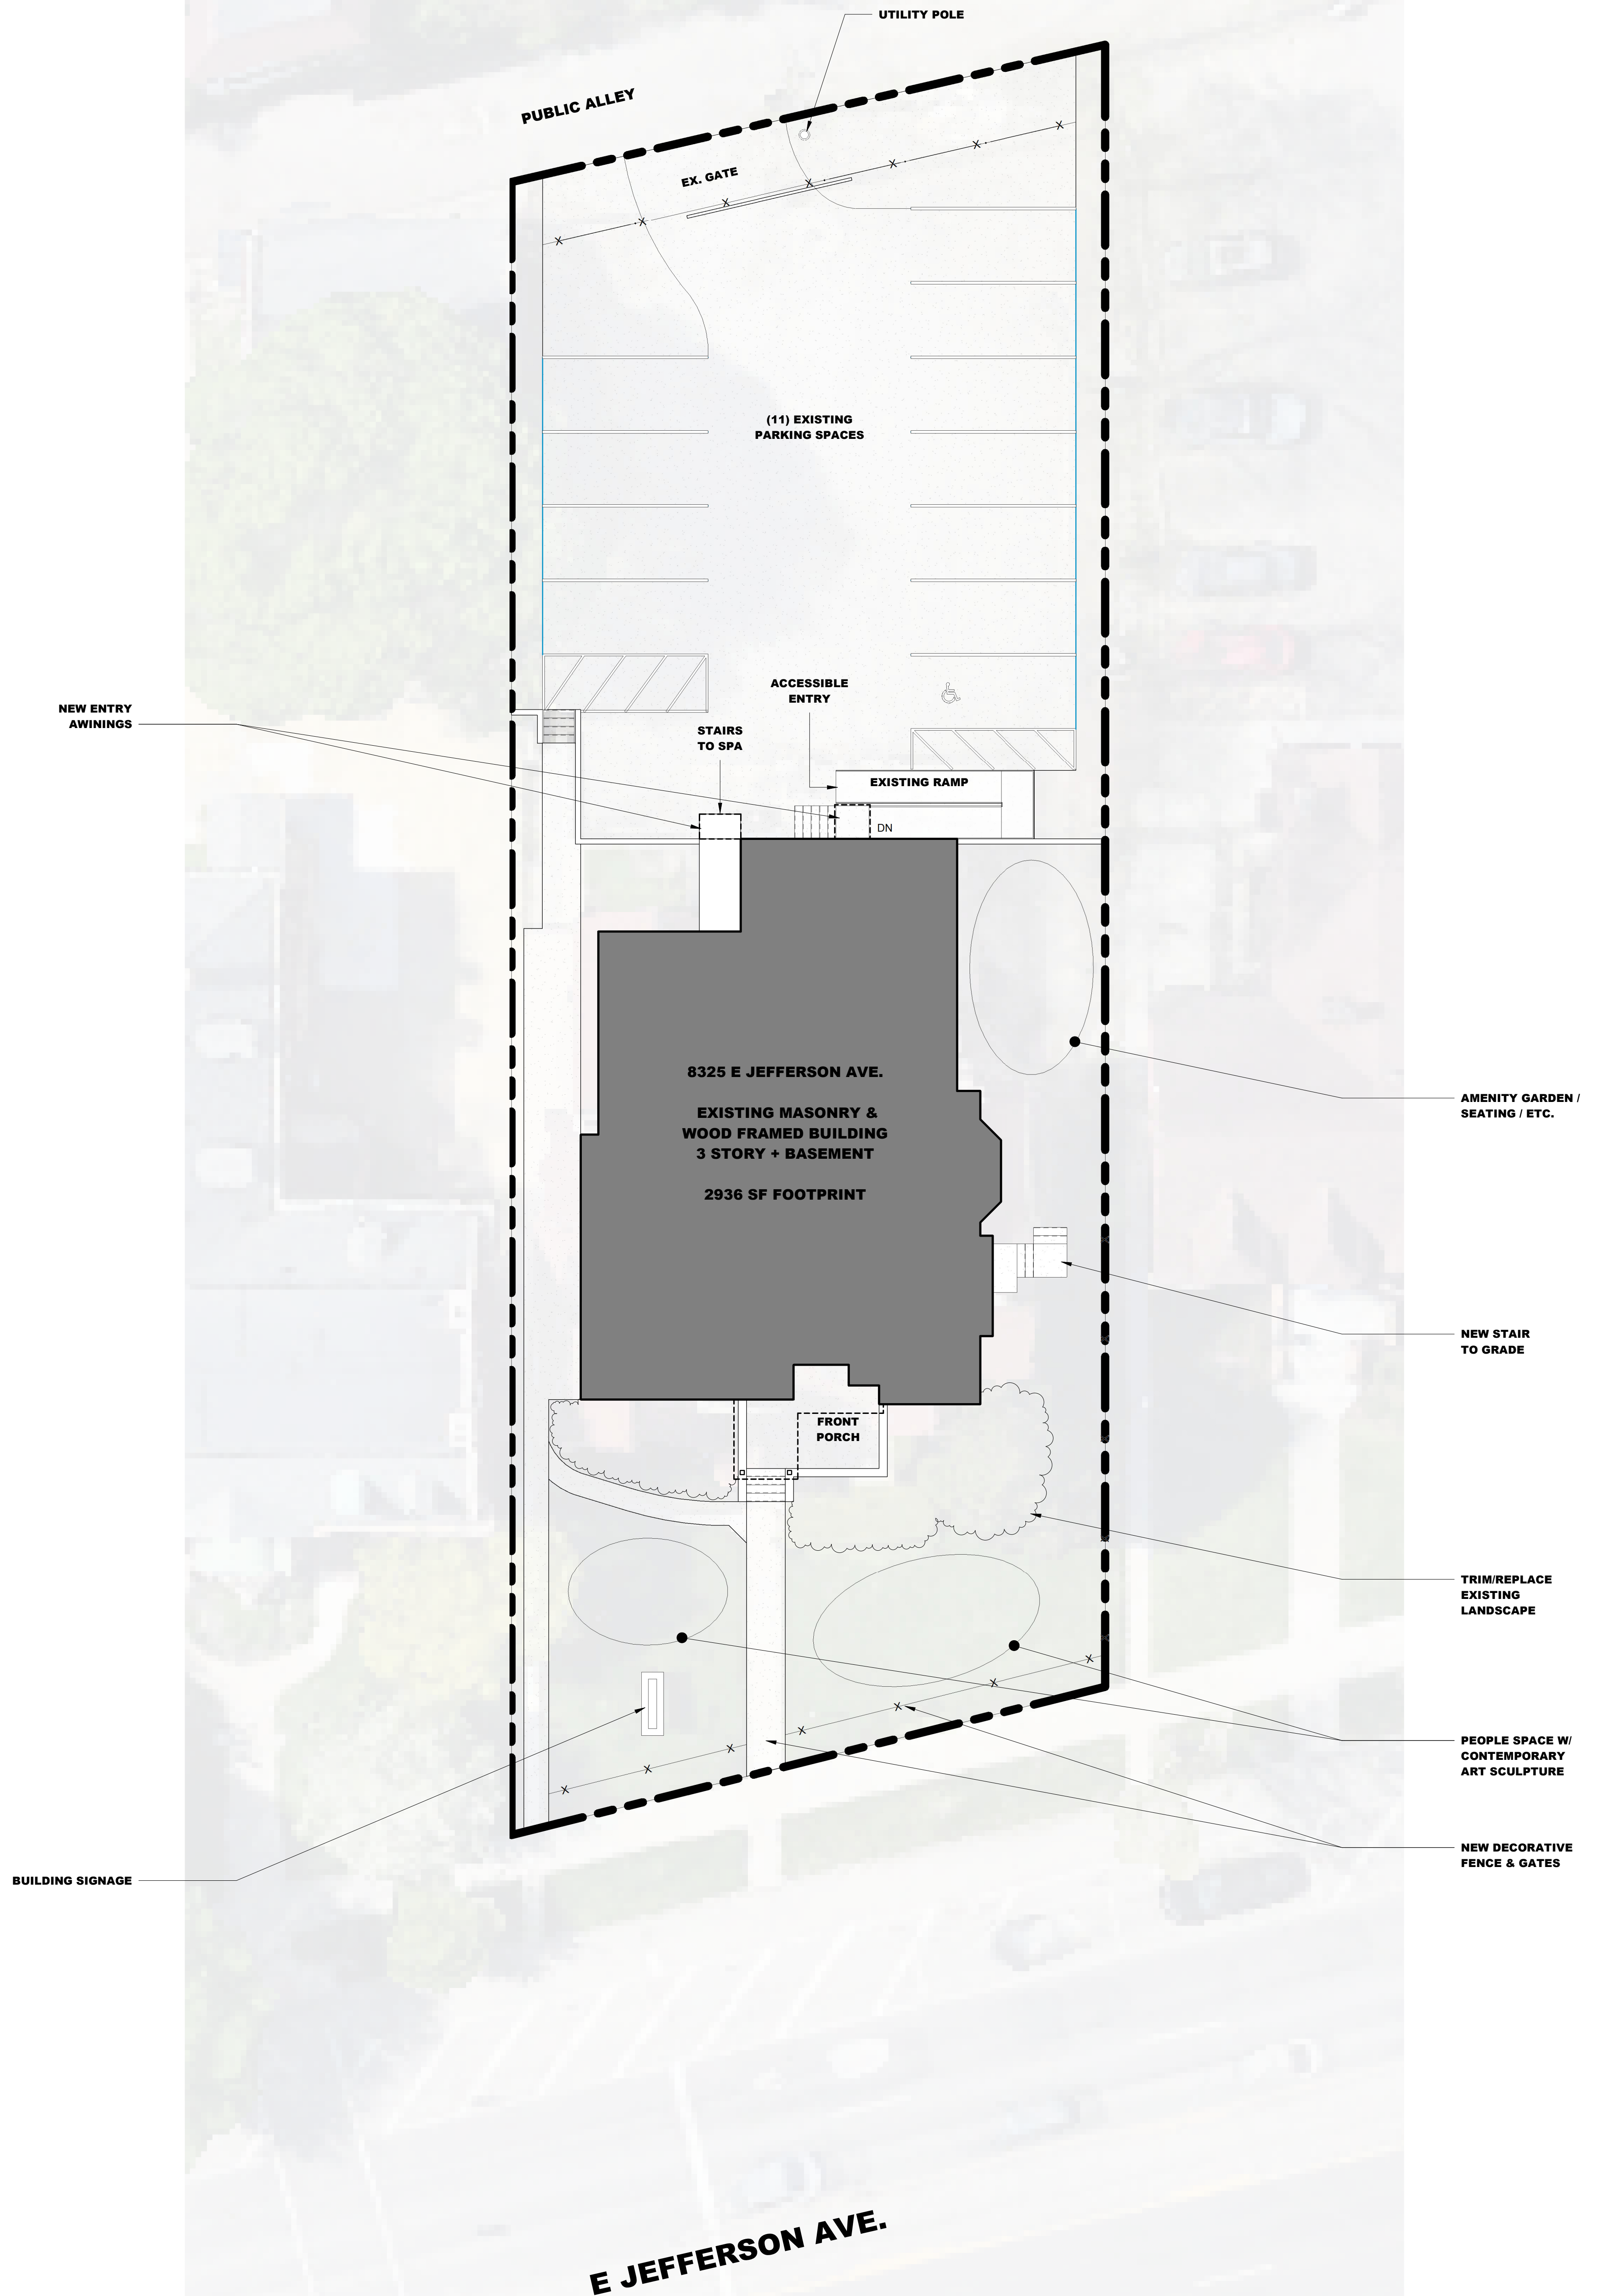 UTILITY POLE
PUBLIC ALLEY
EX. GATE
(11) EXISTING
PARKING SPACES
ACCESSIBLE
ENTRY
NEW ENTRY
AWININGS
STAIRS
TO SPA
EXISTING RAMP
DN
8325 E JEFFERSON AVE.
EXISTING MASONRY &
WOOD FRAMED BUILDING
3 STORY + BASEMENT
2936 SF FOOTPRINT
AMENITY GARDEN /
SEATING / ETC.
NEW STAIR
TO GRADE
FRONT
PORCH
TRIM/REPLACE
EXISTING
LANDSCAPE
PEOPLE SPACE W/
CONTEMPORARY
ART SCULPTURE
NEW DECORATIVE
FENCE & GATES
BUILDING SIGNAGE
E JEFFERSON AVE.